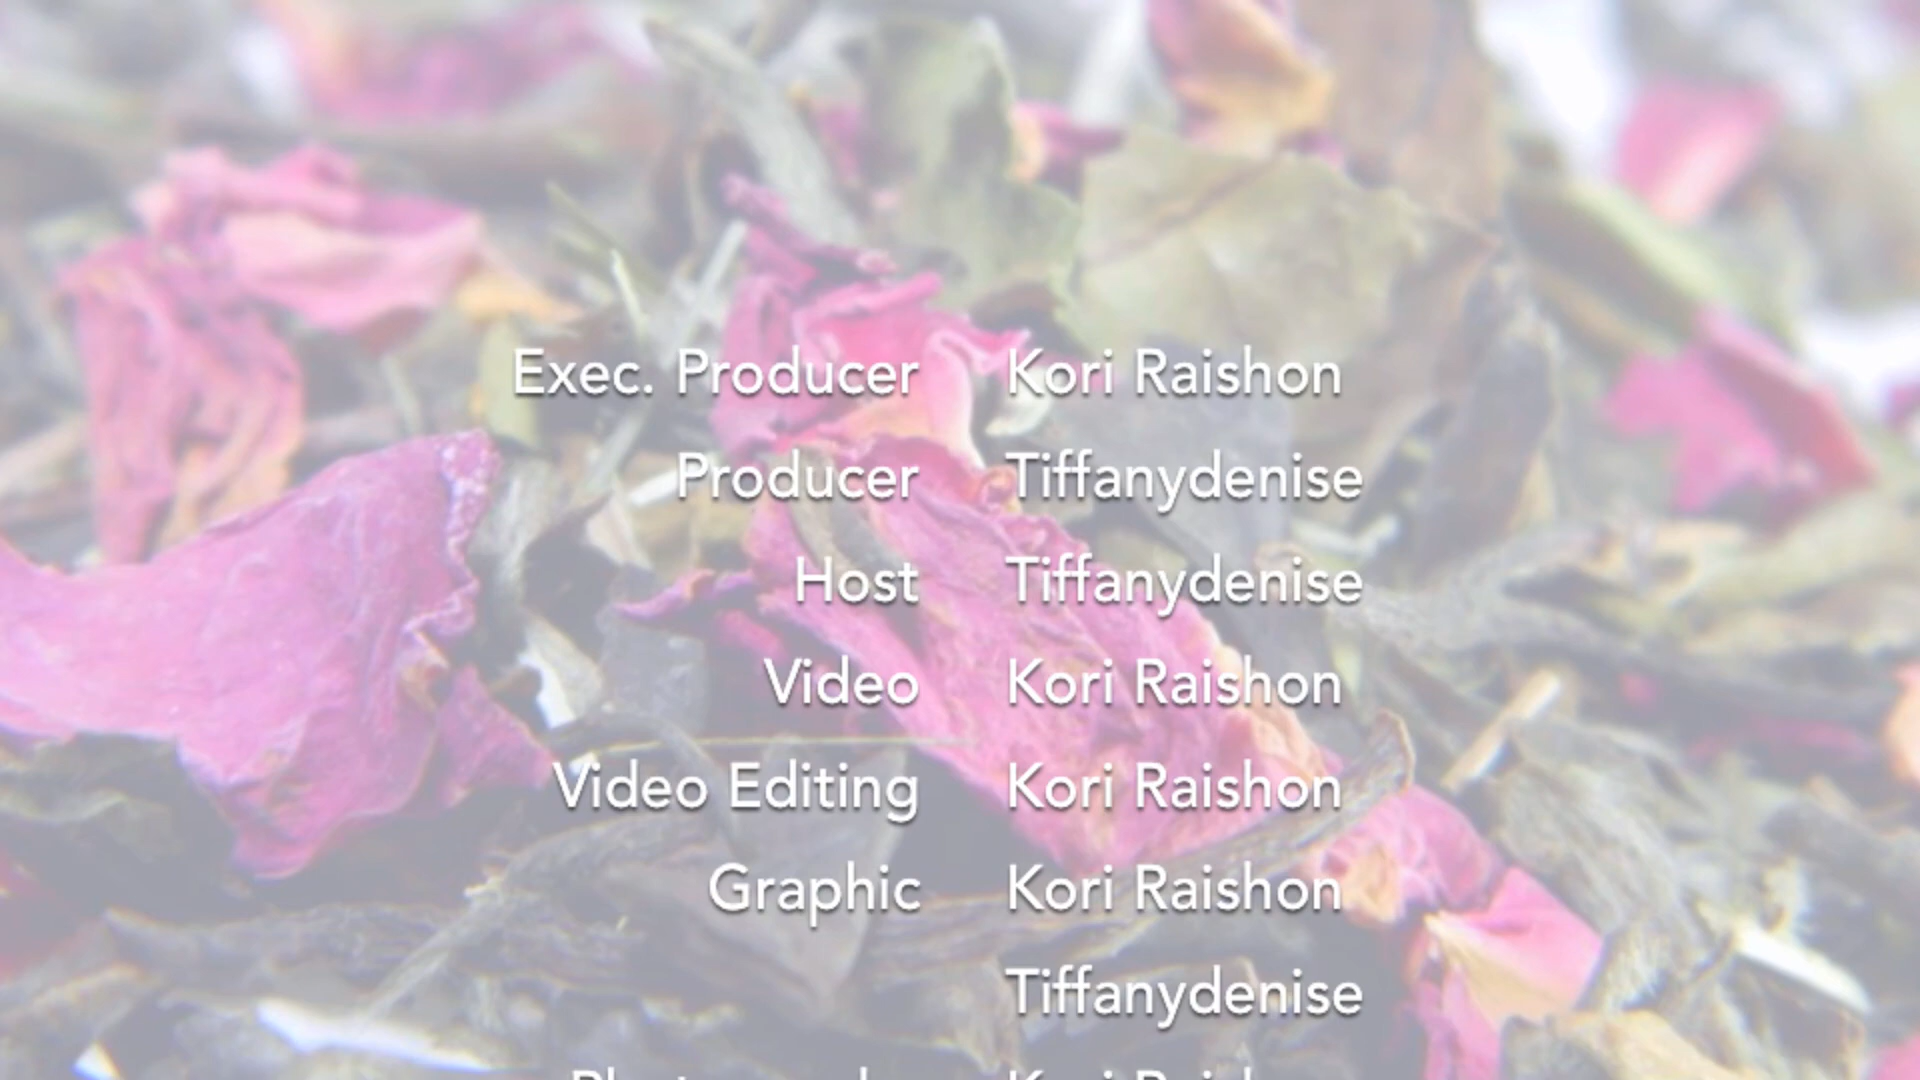 Exec. Producer Kori Raishon
Producer Tiffanydenise
Host Tiffanydenise
Video Kori Raishon
Video Editing Kori Raishon
Graphic Kori Raishon
Tiffanydenise